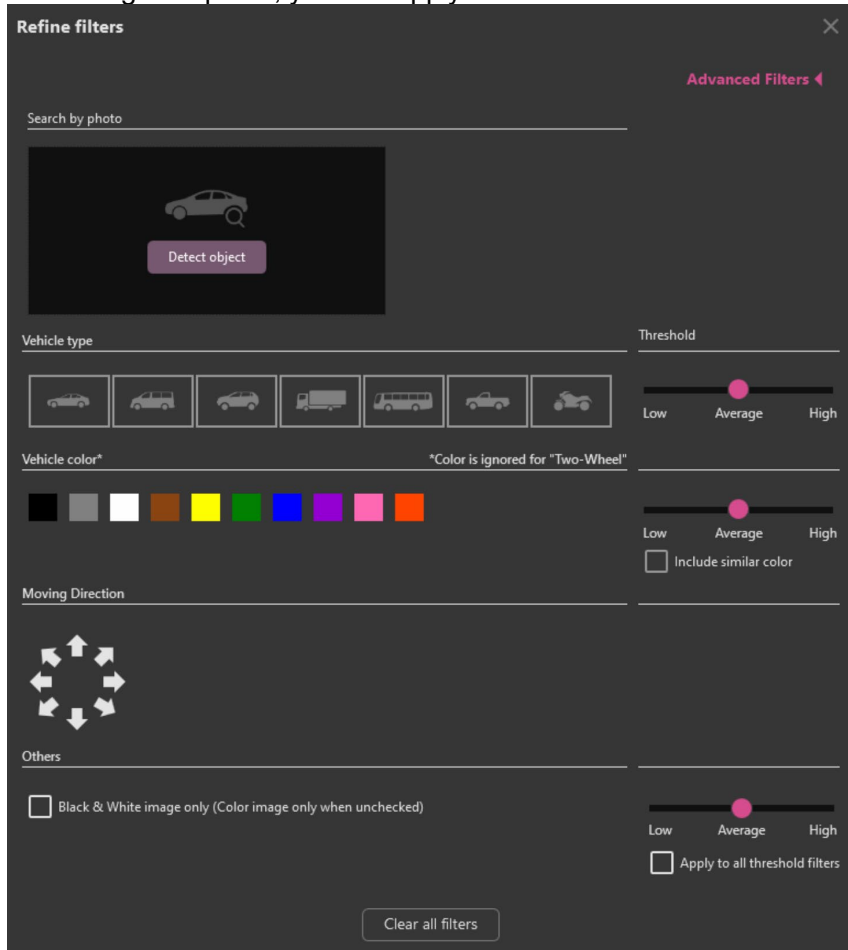 Refine filters
Advanced Filters
Search by photo
Detect object
Vehicle type
Threshold
Low Average High
Vehicle color* *Color is ignored for "Two-Wheel"
Low Average High
Include similar color
Moving Direction
Others
Black & White image only (Color image only when unchecked)
Low Average High
Apply to all threshold filters
Clear all filters